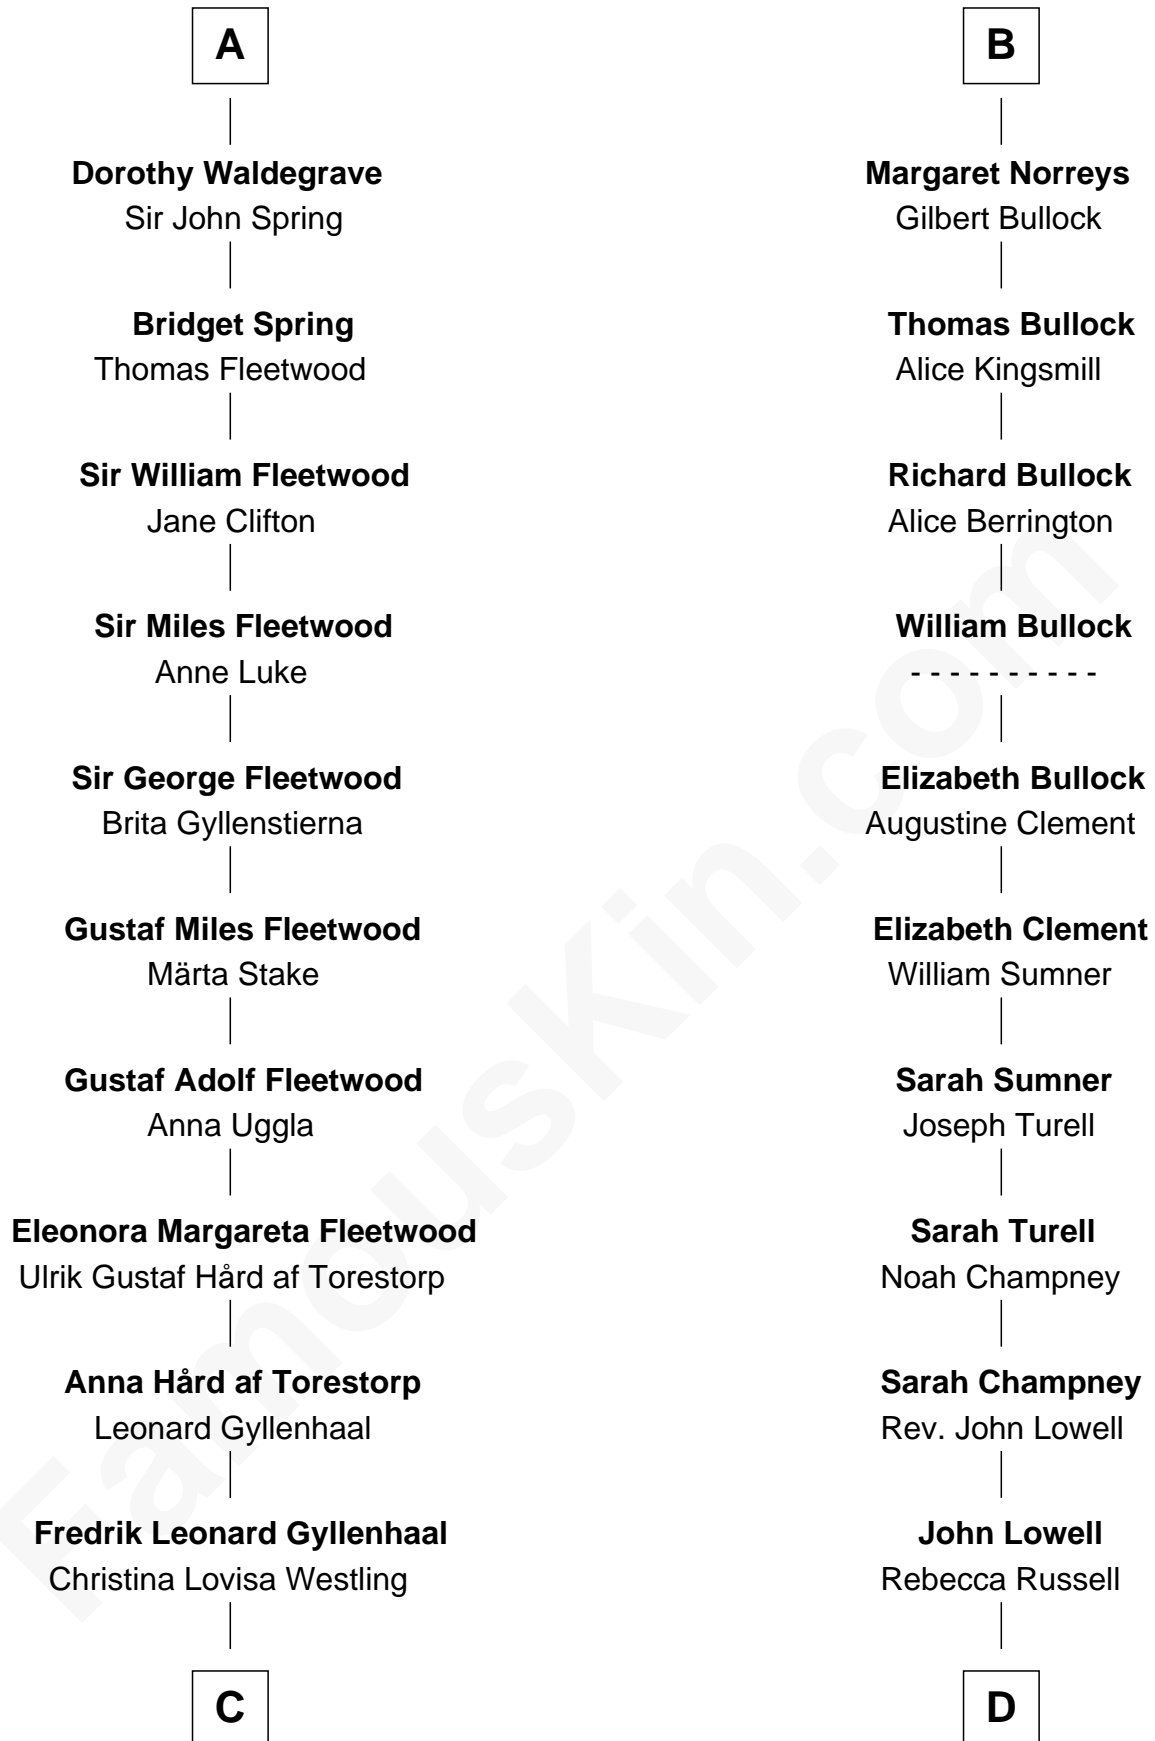 A
Dorothy Waldegrave
Sir John Spring
Bridget Spring
Thomas Fleetwood
Sir William Fleetwood
Jane Clifton
Sir Miles Fleetwood
Anne Luke
Sir George Fleetwood
Brita Gyllenstierna
Gustaf Miles Fleetwood
Märta Stake
Gustaf Adolf Fleetwood
Anna Uggla
Eleonora Margareta Fleetwood
Ulrik Gustaf Hård af Torestorp
Anna Hård af Torestorp
Leonard Gyllenhaal
Fredrik Leonard Gyllenhaal
Christina Lovisa Westling
C
B
Margaret Norreys
Gilbert Bullock
Thomas Bullock
Alice Kingsmill
Richard Bullock
Alice Berrington
William Bullock
- - - - - - - - - -
Elizabeth Bullock
Augustine Clement
Elizabeth Clement
William Sumner
Sarah Sumner
Joseph Turell
Sarah Turell
Noah Champney
Sarah Champney
Rev. John Lowell
John Lowell
Rebecca Russell
D
FamousKin.com